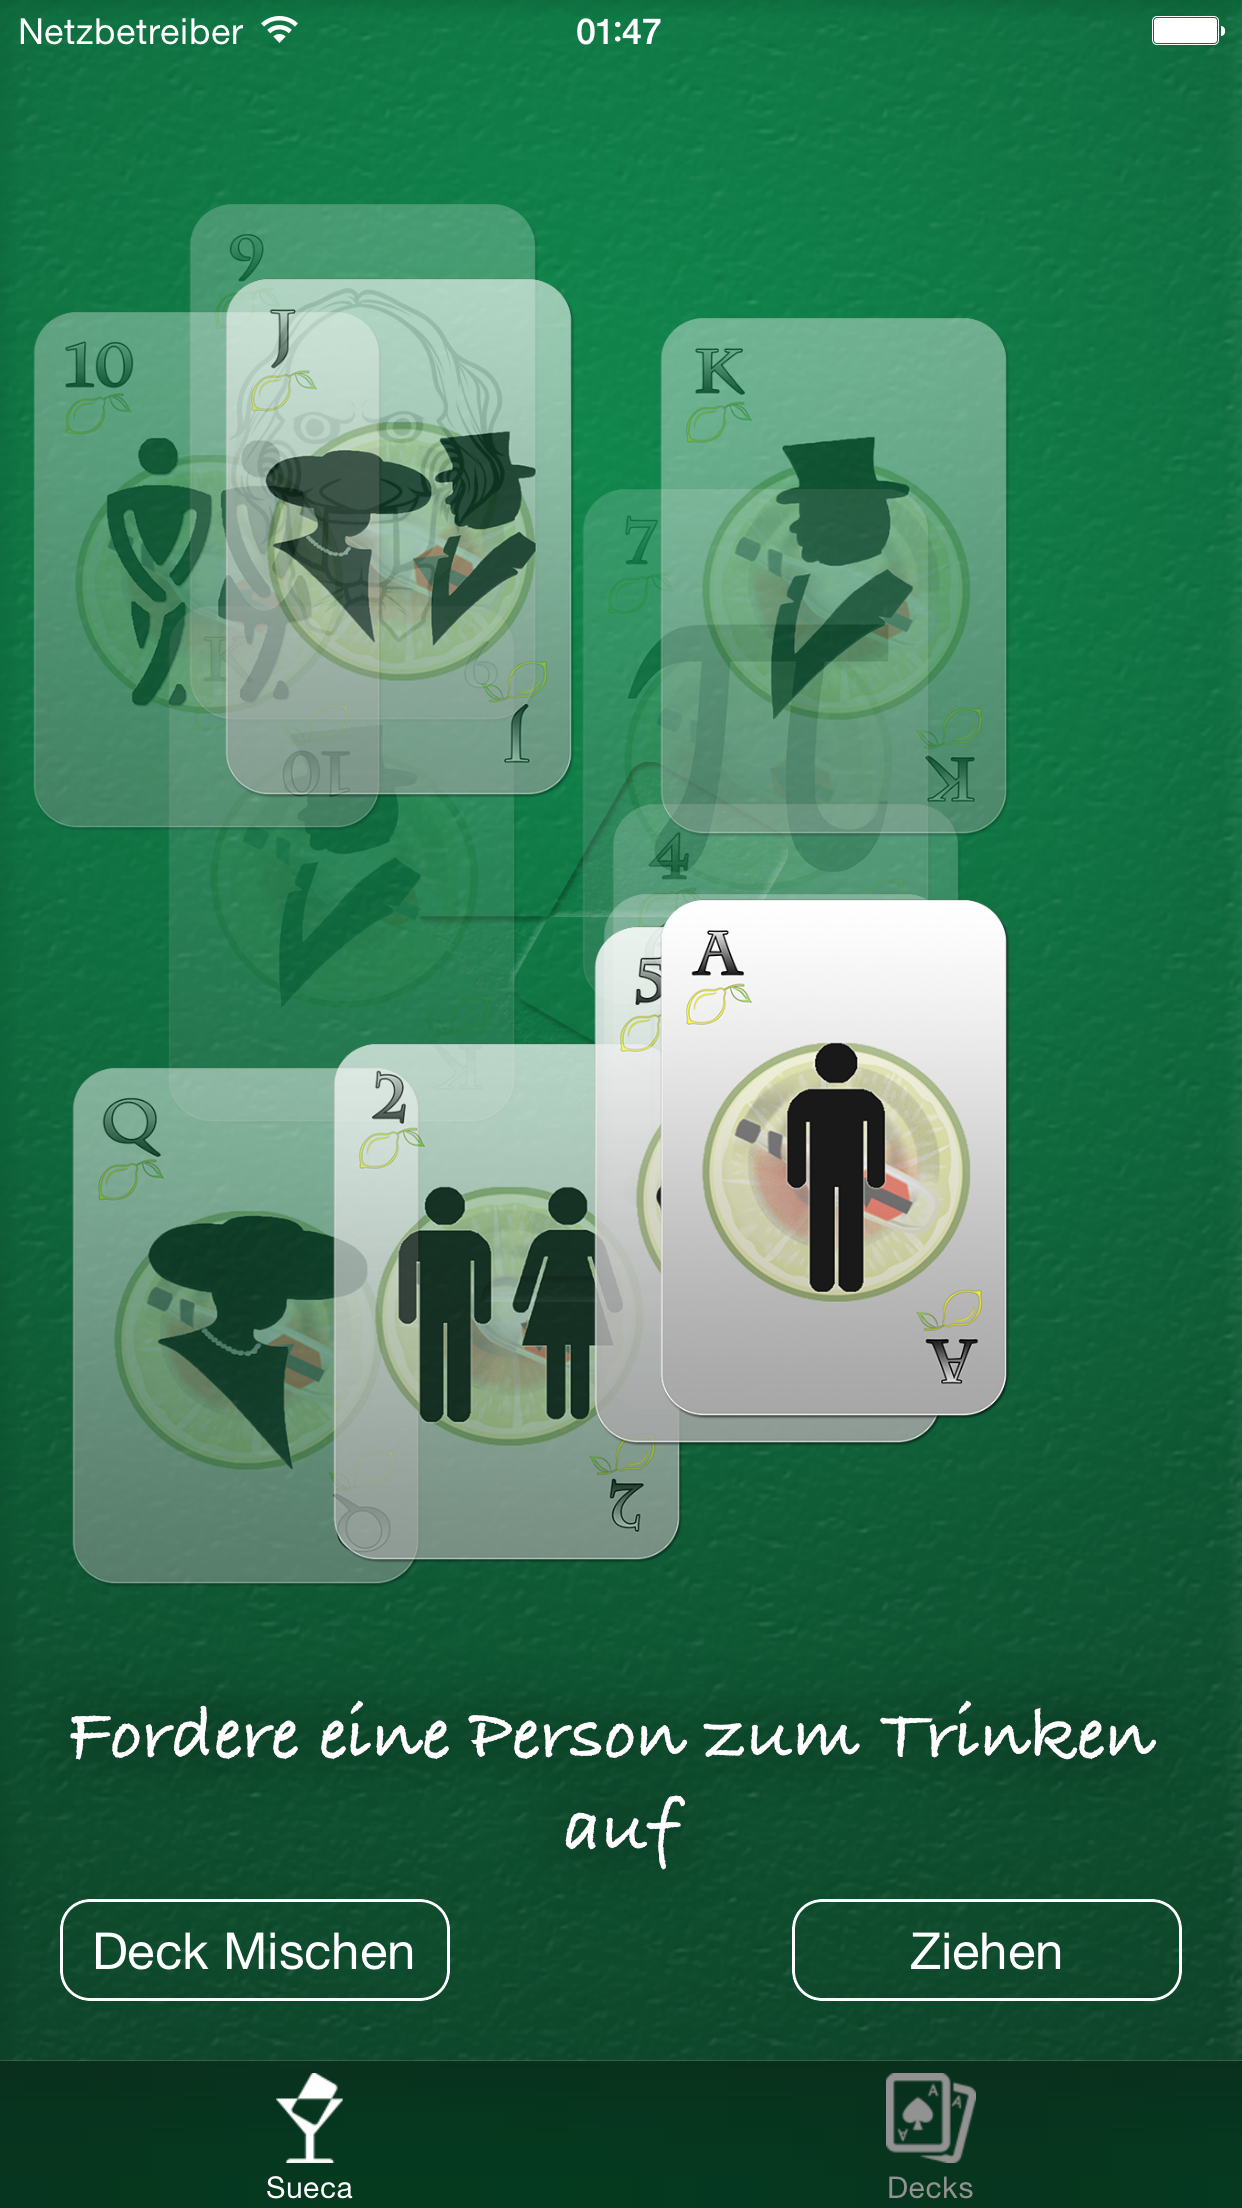 Netzbetreiber 01:47
9
J
10
K
7
6
J
10
K
4
A
5
2
K
Q
A
2
Q
Fordere eine Person zum Trinken
auf
Deck Mischen Ziehen
A
A
A
Sueca Decks